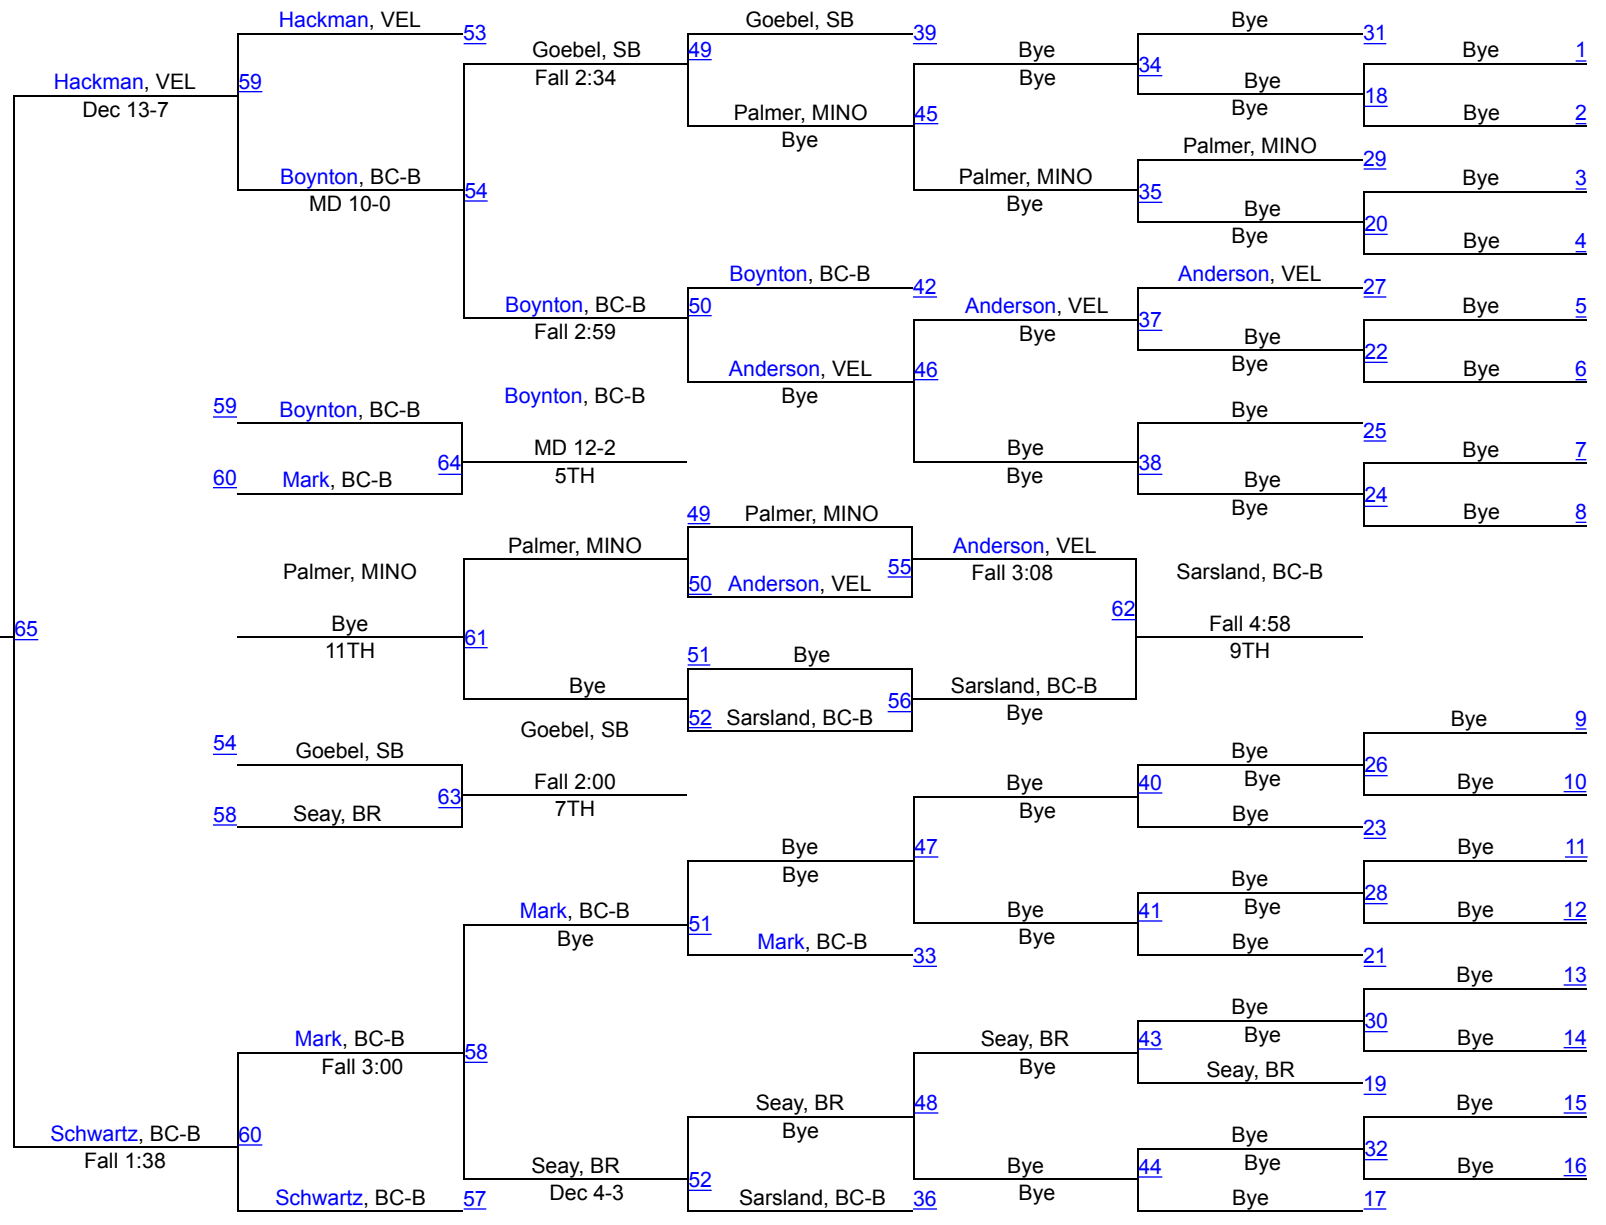 Hackman, VEL
53
Goebel, SB
39
Bye
31
Bye
1
Goebel, SB
Fall 2:34
49
Bye
Bye
34
Bye
Bye
18
Hackman, VEL
Dec 13-7
59
Palmer, MINO
Bye
45
Bye
2
Palmer, MINO
29
Boynton, BC-B
MD 10-0
54
Palmer, MINO
Bye
35
Bye
3
Bye
Bye
20
Bye
4
Boynton, BC-B
42
Anderson, VEL
27
Boynton, BC-B
Fall 2:59
50
Anderson, VEL
Bye
37
Bye
5
Bye
Bye
22
Anderson, VEL
Bye
46
Bye
6
59
Boynton, BC-B
Boynton, BC-B
Bye
25
MD 12-2
5TH
64
Bye
Bye
38
Bye
7
60
Mark, BC-B
Bye
Bye
24
Bye
8
49
Palmer, MINO
Palmer, MINO
Anderson, VEL
Fall 3:08
55
Palmer, MINO
50
Anderson, VEL
Sarsland, BC-B
62
65
Bye
11TH
61
Fall 4:58
9TH
51
Bye
Bye
Sarsland, BC-B
Bye
56
52
Sarsland, BC-B
Goebel, SB
Bye
9
54
Goebel, SB
Bye
Bye
26
Fall 2:00
7TH
63
Bye
Bye
40
Bye
10
58
Seay, BR
Bye
23
Bye
Bye
47
Bye
11
Bye
Bye
28
Mark, BC-B
Bye
51
Bye
Bye
41
Bye
12
Mark, BC-B
33
Bye
21
Bye
13
Bye
Bye
30
Mark, BC-B
Fall 3:00
58
Seay, BR
Bye
43
Bye
14
Seay, BR
19
Seay, BR
Bye
48
Bye
15
Schwartz, BC-B
Fall 1:38
60
Bye
Bye
32
Seay, BR
Dec 4-3
52
Bye
Bye
44
Bye
16
Schwartz, BC-B
57
Sarsland, BC-B
36
Bye
17